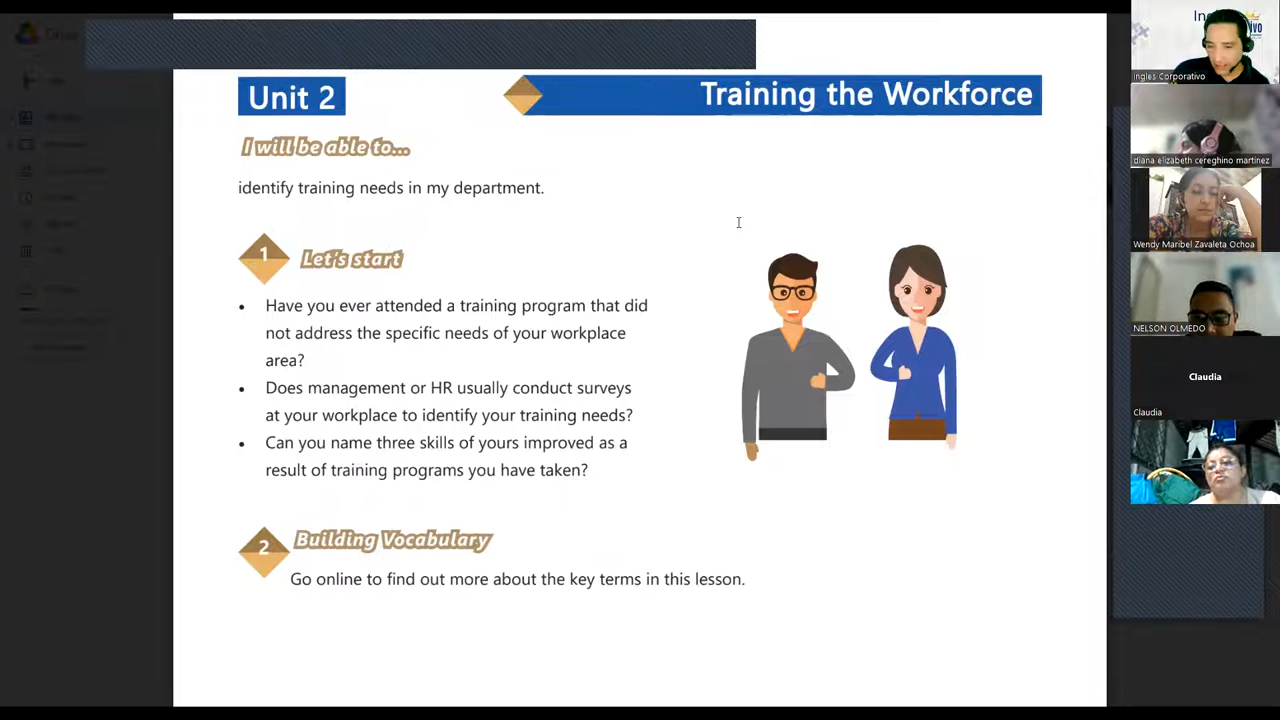 Unit 2
Training the Workforce
I will be able to...
identify training needs in my department.
1
Let's start
• Have you ever attended a training program that did
not address the specific needs of your workplace
area?
• Does management or HR usually conduct surveys
at your workplace to identify your training needs?
• Can you name three skills of yours improved as a
result of training programs you have taken?
2
Building Vocabulary
Go online to find out more about the key terms in this lesson.
Ingles Corporativo
diana elizabeth cereghino martinez
Wendy Maribel Zavaleta Ochoa
NELSON OLMEDO
Claudia
Claudia